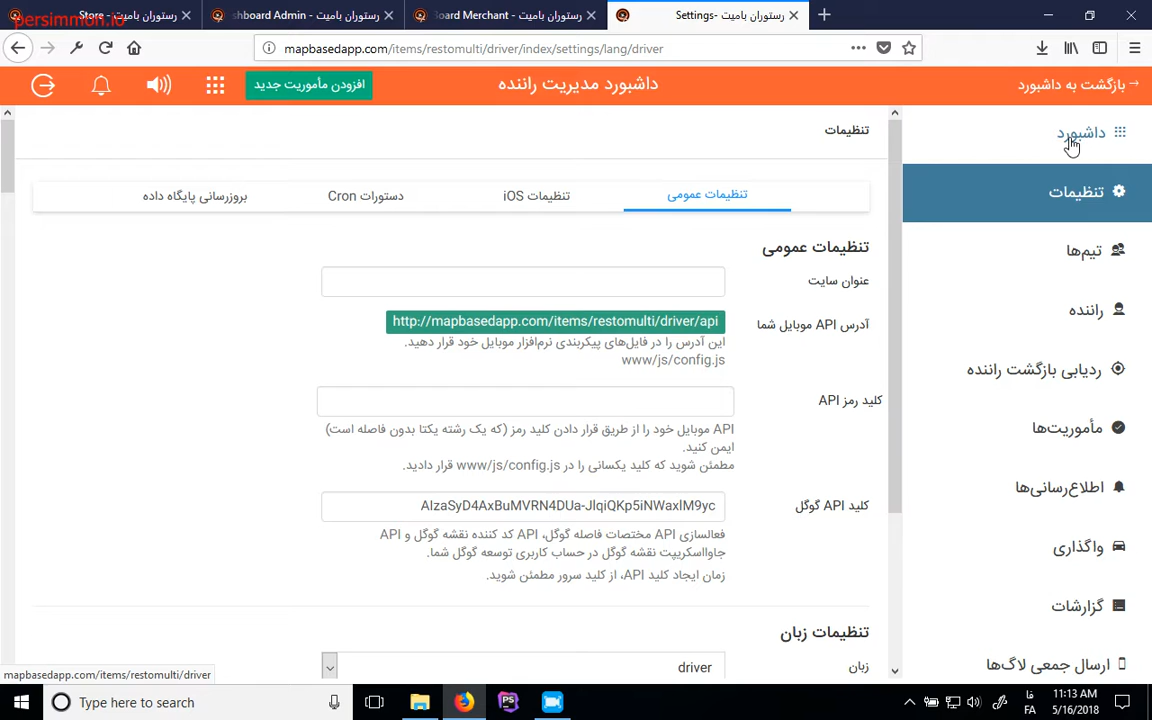 persimmon.io
Store - رستوران بامیت
shboard Admin - رستوران بامیت
Board Merchant - رستوران بامیت
Settings- رستوران بامیت
mapbasedapp.com/items/restomulti/driver/index/settings/lang/driver
بازگشت به داشبورد
داشبورد مدیریت راننده
افزودن مأموریت جدید
داشبورد
تنظیمات
تیم‌ها
راننده
ردیابی بازگشت راننده
مأموریت‌ها
اطلاع‌رسانی‌ها
واگذاری
گزارشات
ارسال جمعی لاگ‌ها
تنظیمات
تنظیمات عمومی
تنظیمات iOS
دستورات Cron
بروزرسانی پایگاه داده
تنظیمات عمومی
عنوان سایت
آدرس API موبایل شما
http://mapbasedapp.com/items/restomulti/driver/api
این آدرس را در فایل‌های پیکربندی نرم‌افزار موبایل خود قرار دهید.
www/js/config.js
کلید رمز API
API موبایل خود را از طریق قرار دادن کلید رمز (که یک رشته یکتا بدون فاصله است)
ایمن کنید.
مطمئن شوید که کلید یکسانی را در www/js/config.js قرار دادید.
کلید API گوگل
AIzaSyD4AxBuMVRN4DUa-JlqiQKp5iNWaxlM9yc
فعالسازی API مختصات فاصله گوگل، API کد کننده نقشه گوگل و API
جاوااسکریپت نقشه گوگل در حساب کاربری توسعه گوگل شما.
زمان ایجاد کلید API، از کلید سرور مطمئن شوید.
تنظیمات زبان
زبان
driver
mapbasedapp.com/items/restomulti/driver
Type here to search
فا
FA
11:13 AM
5/16/2018